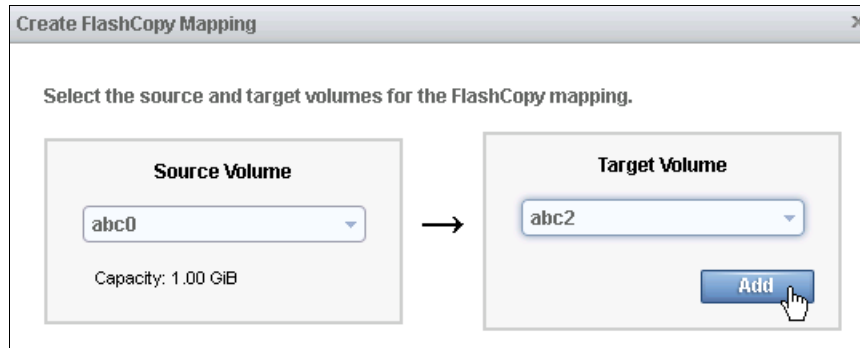 Create FlashCopy Mapping
Select the source and target volumes for the FlashCopy mapping.
Source Volume
abc0
Capacity: 1.00 GiB
Target Volume
abc2
Add